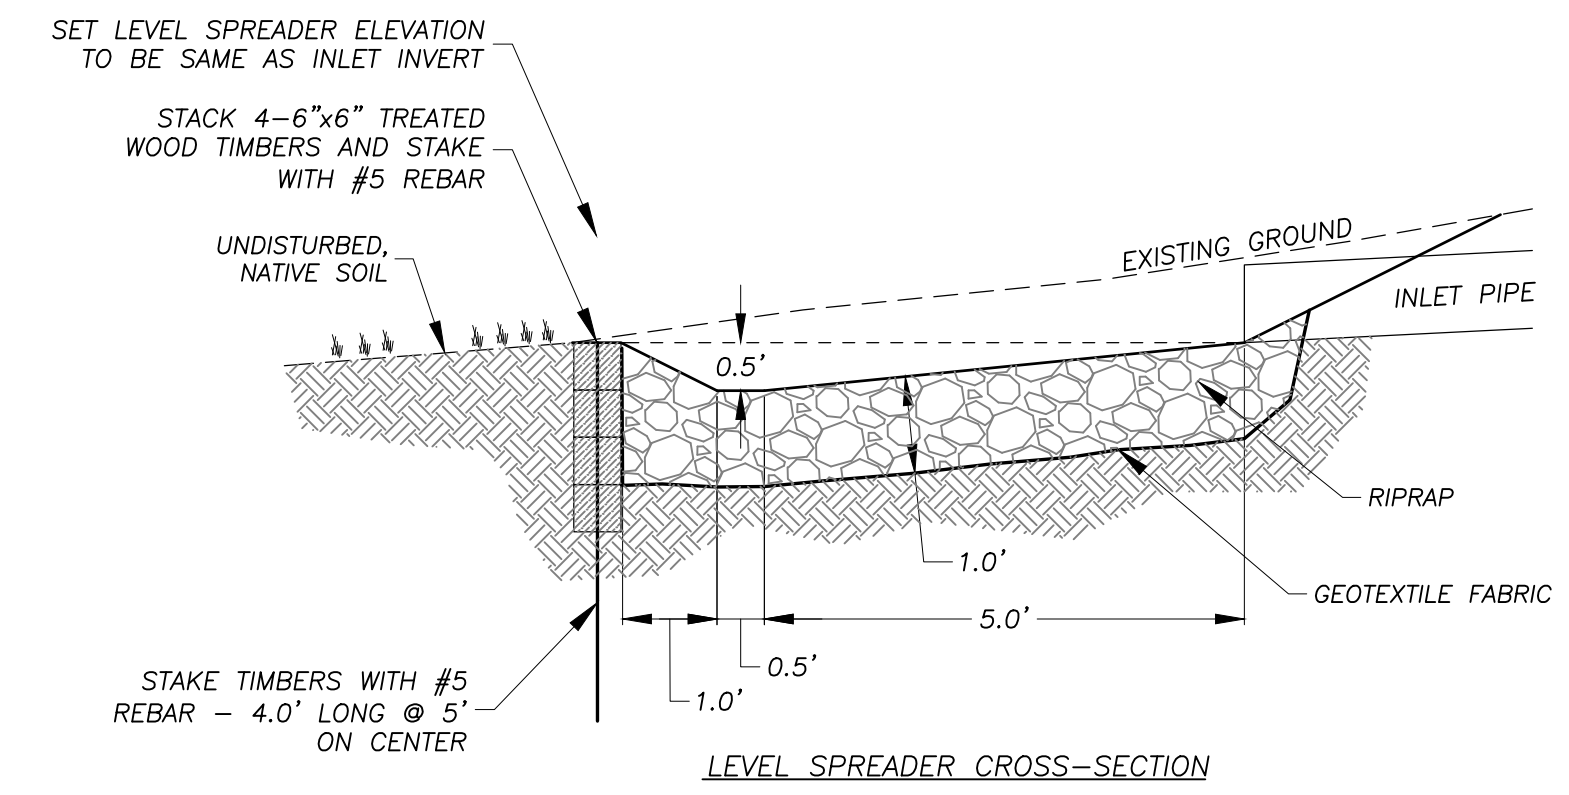 SET LEVEL SPREADER ELEVATION
TO BE SAME AS INLET INVERT
STACK 4-6"x6" TREATED
WOOD TIMBERS AND STAKE
WITH #5 REBAR
UNDISTURBED,
NATIVE SOIL
EXISTING GROUND
INLET PIPE
0.5'
RIPRAP
1.0'
GEOTEXTILE FABRIC
5.0'
0.5'
1.0'
STAKE TIMBERS WITH #5
REBAR - 4.0' LONG @ 5'
ON CENTER
LEVEL SPREADER CROSS-SECTION